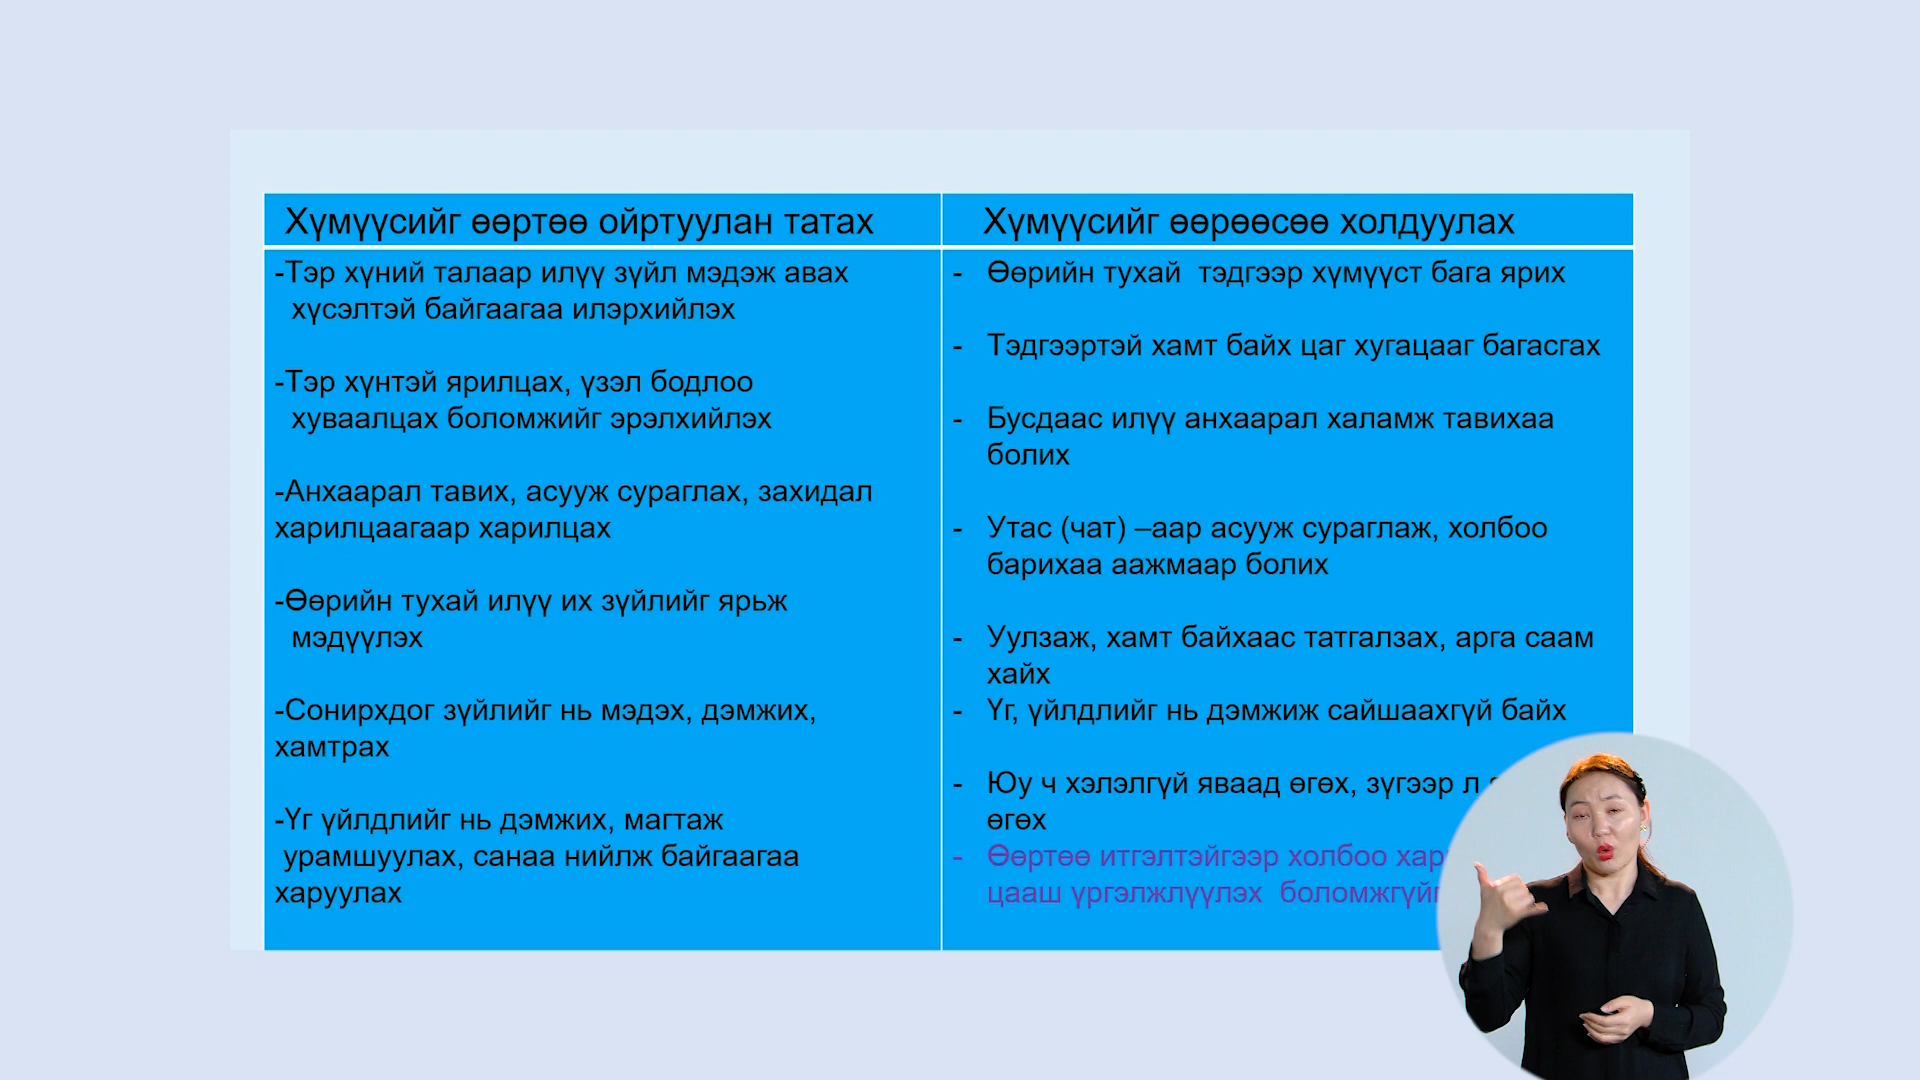 Хүмүүсийг өөртөө ойртуулан татах
-Тэр хүний талаар илүү зүйл мэдэж авах
хүсэлтэй байгаагаа илэрхийлэх
-Тэр хүнтэй ярилцах, үзэл бодлоо
хуваалцах боломжийг эрэлхийлэх
-Анхаарал тавих, асууж сураглах, захидал
харилцаагаар харилцах
-Өөрийн тухай илүү их зүйлийг ярьж
мэдүүлэх
-Сонирхдог зүйлийг нь мэдэх, дэмжих,
хамтрах
-Үг үйлдлийг нь дэмжих, магтаж
урамшуулах, санаа нийлж байгаагаа
харуулах
Хүмүүсийг өөрөөсөө холдуулах
- Өөрийн тухай тэдгээр хүмүүст бага ярих
- Тэдгээртэй хамт байх цаг хугацааг багасгах
- Бусдаас илүү анхаарал халамж тавихаа
болих
- Утас (чат) –аар асууж сураглаж, холбоо
барихаа аажмаар болих
- Уулзаж, хамт байхаас татгалзах, арга саам
хайх
- Үг, үйлдлийг нь дэмжиж сайшаахгүй байх
- Юу ч хэлэлгүй яваад өгөх, зүгээр л
өгөх
- Өөртөө итгэлтэйгээр холбоо
цааш үргэлжлүүлэх